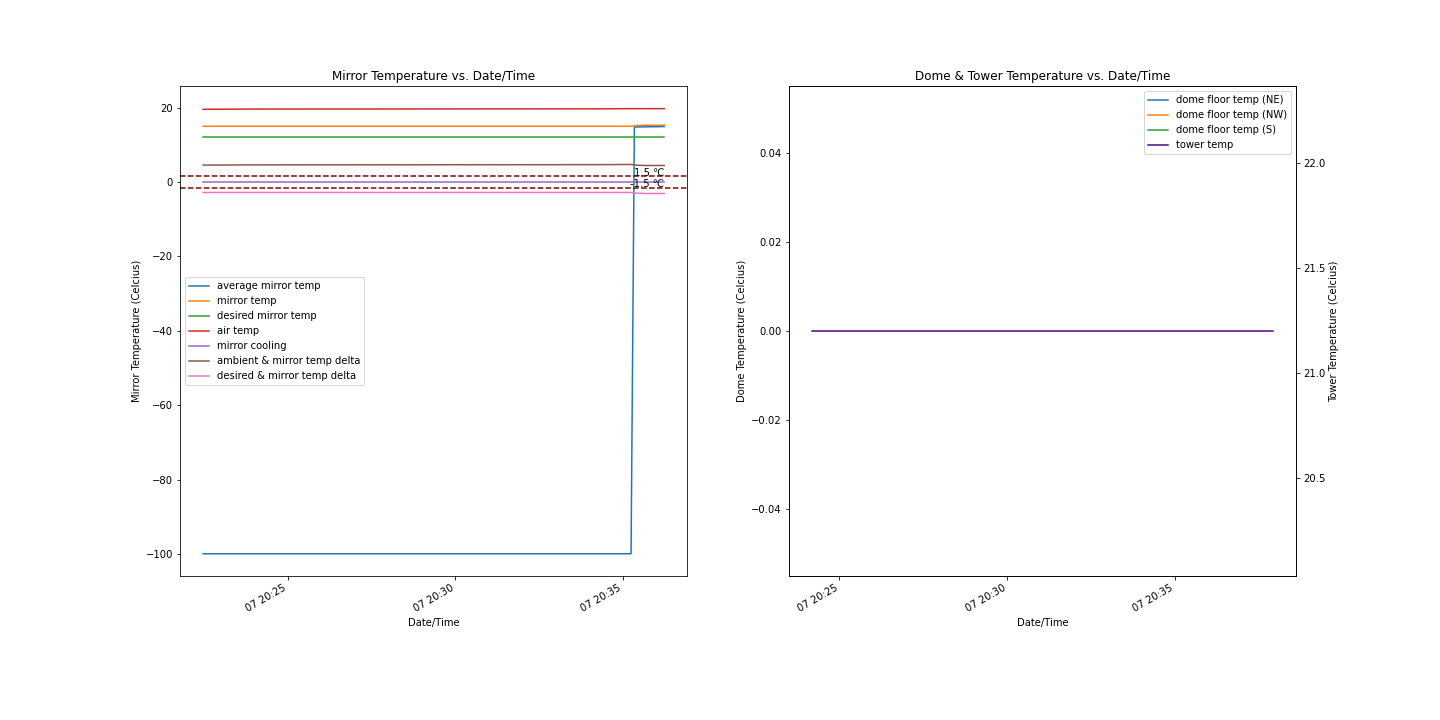 Mirror Temperature vs. Date/Time
20
0
−20
−40
−60
−80
−100
Mirror Temperature (Celcius)
1.5 °C
-1.5 °C
average mirror temp
mirror temp
desired mirror temp
air temp
mirror cooling
ambient & mirror temp delta
desired & mirror temp delta
07 20:25
07 20:30
07 20:35
Date/Time
Dome & Tower Temperature vs. Date/Time
0.04
0.02
0.00
−0.02
−0.04
Dome Temperature (Celcius)
dome floor temp (NE)
dome floor temp (NW)
dome floor temp (S)
tower temp
22.0
21.5
21.0
20.5
Tower Temperature (Celcius)
07 20:25
07 20:30
07 20:35
Date/Time